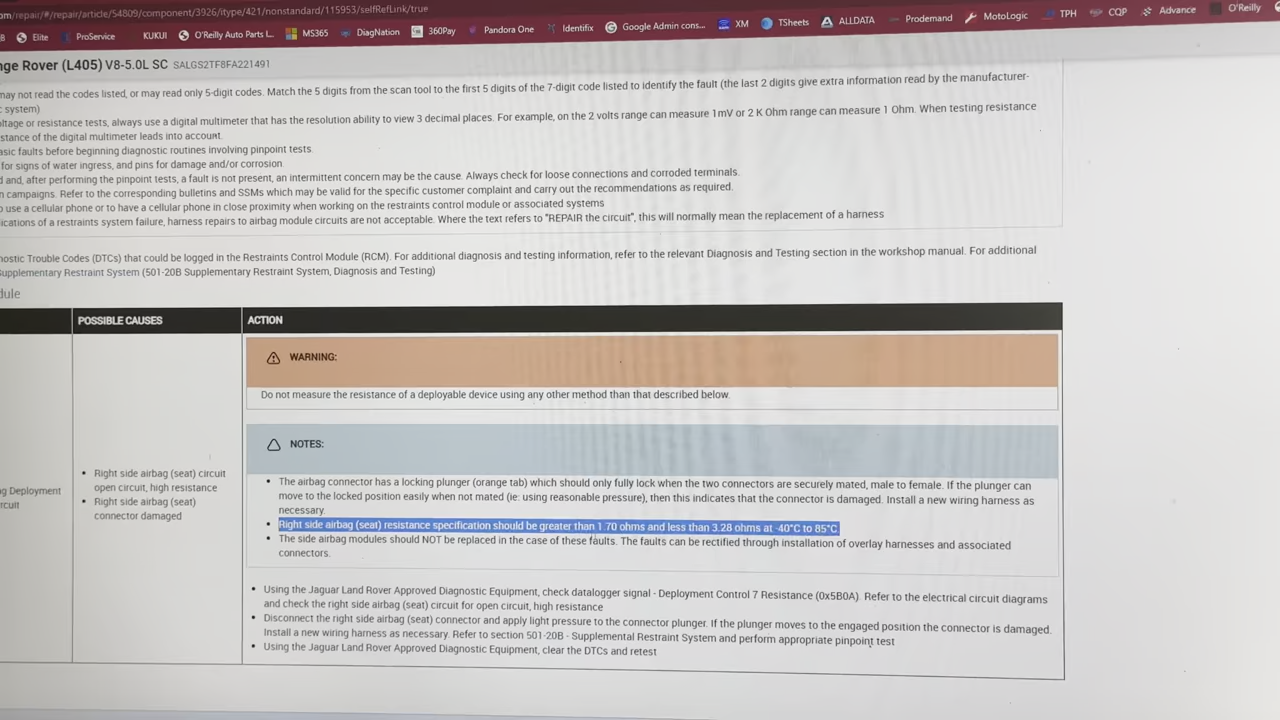 om/repair/#/repair/article/54809/component/3926/itype/421/nonstandard/115953/selfRefLink/true
B Elite ProService KUKUI O'Reilly Auto Parts L... MS365 DiagNation 360Pay Pandora One Identifix Google Admin cons... XM TSheets ALLDATA Prodemand MotoLogic TPH CQP Advance O'Reilly
nge Rover (L405) V8-5.0L SC SALGS2TF8FA221491
may not read the codes listed, or may read only 5-digit codes. Match the 5 digits from the scan tool to the first 5 digits of the 7-digit code listed to identify the fault (the last 2 digits give extra information read by the manufacturer-
c system)
ltage or resistance tests, always use a digital multimeter that has the resolution ability to view 3 decimal places. For example, on the 2 volts range can measure 1mV or 2 K Ohm range can measure 1 Ohm. When testing resistance
stance of the digital multimeter leads into account.
asic faults before beginning diagnostic routines involving pinpoint tests
for signs of water ingress, and pins for damage and/or corrosion
d and, after performing the pinpoint tests, a fault is not present, an intermittent concern may be the cause. Always check for loose connections and corroded terminals.
n campaigns. Refer to the corresponding bulletins and SSMs which may be valid for the specific customer complaint and carry out the recommendations as required.
o use a cellular phone or to have a cellular phone in close proximity when working on the restraints control module or associated systems
ications of a restraints system failure, harness repairs to airbag module circuits are not acceptable. Where the text refers to "REPAIR the circuit", this will normally mean the replacement of a harness
nostic Trouble Codes (DTCs) that could be logged in the Restraints Control Module (RCM). For additional diagnosis and testing information, refer to the relevant Diagnosis and Testing section in the workshop manual. For additional
Supplementary Restraint System (501-20B Supplementary Restraint System, Diagnosis and Testing)
dule
POSSIBLE CAUSES
ACTION
g Deployment
rcuit
• Right side airbag (seat) circuit
open circuit, high resistance
• Right side airbag (seat)
connector damaged
WARNING:
Do not measure the resistance of a deployable device using any other method than that described below.
NOTES:
• The airbag connector has a locking plunger (orange tab) which should only fully lock when the two connectors are securely mated, male to female. If the plunger can
move to the locked position easily when not mated (ie: using reasonable pressure), then this indicates that the connector is damaged. Install a new wiring harness as
necessary.
• Right side airbag (seat) resistance specification should be greater than 1.70 ohms and less than 3.28 ohms at -40°C to 85°C.
• The side airbag modules should NOT be replaced in the case of these faults. The faults can be rectified through installation of overlay harnesses and associated
connectors.
• Using the Jaguar Land Rover Approved Diagnostic Equipment, check datalogger signal - Deployment Control 7 Resistance (0x5B0A). Refer to the electrical circuit diagrams
and check the right side airbag (seat) circuit for open circuit, high resistance
• Disconnect the right side airbag (seat) connector and apply light pressure to the connector plunger. If the plunger moves to the engaged position the connector is damaged.
Install a new wiring harness as necessary. Refer to section 501-20B - Supplemental Restraint System and perform appropriate pinpoint test
• Using the Jaguar Land Rover Approved Diagnostic Equipment, clear the DTCs and retest